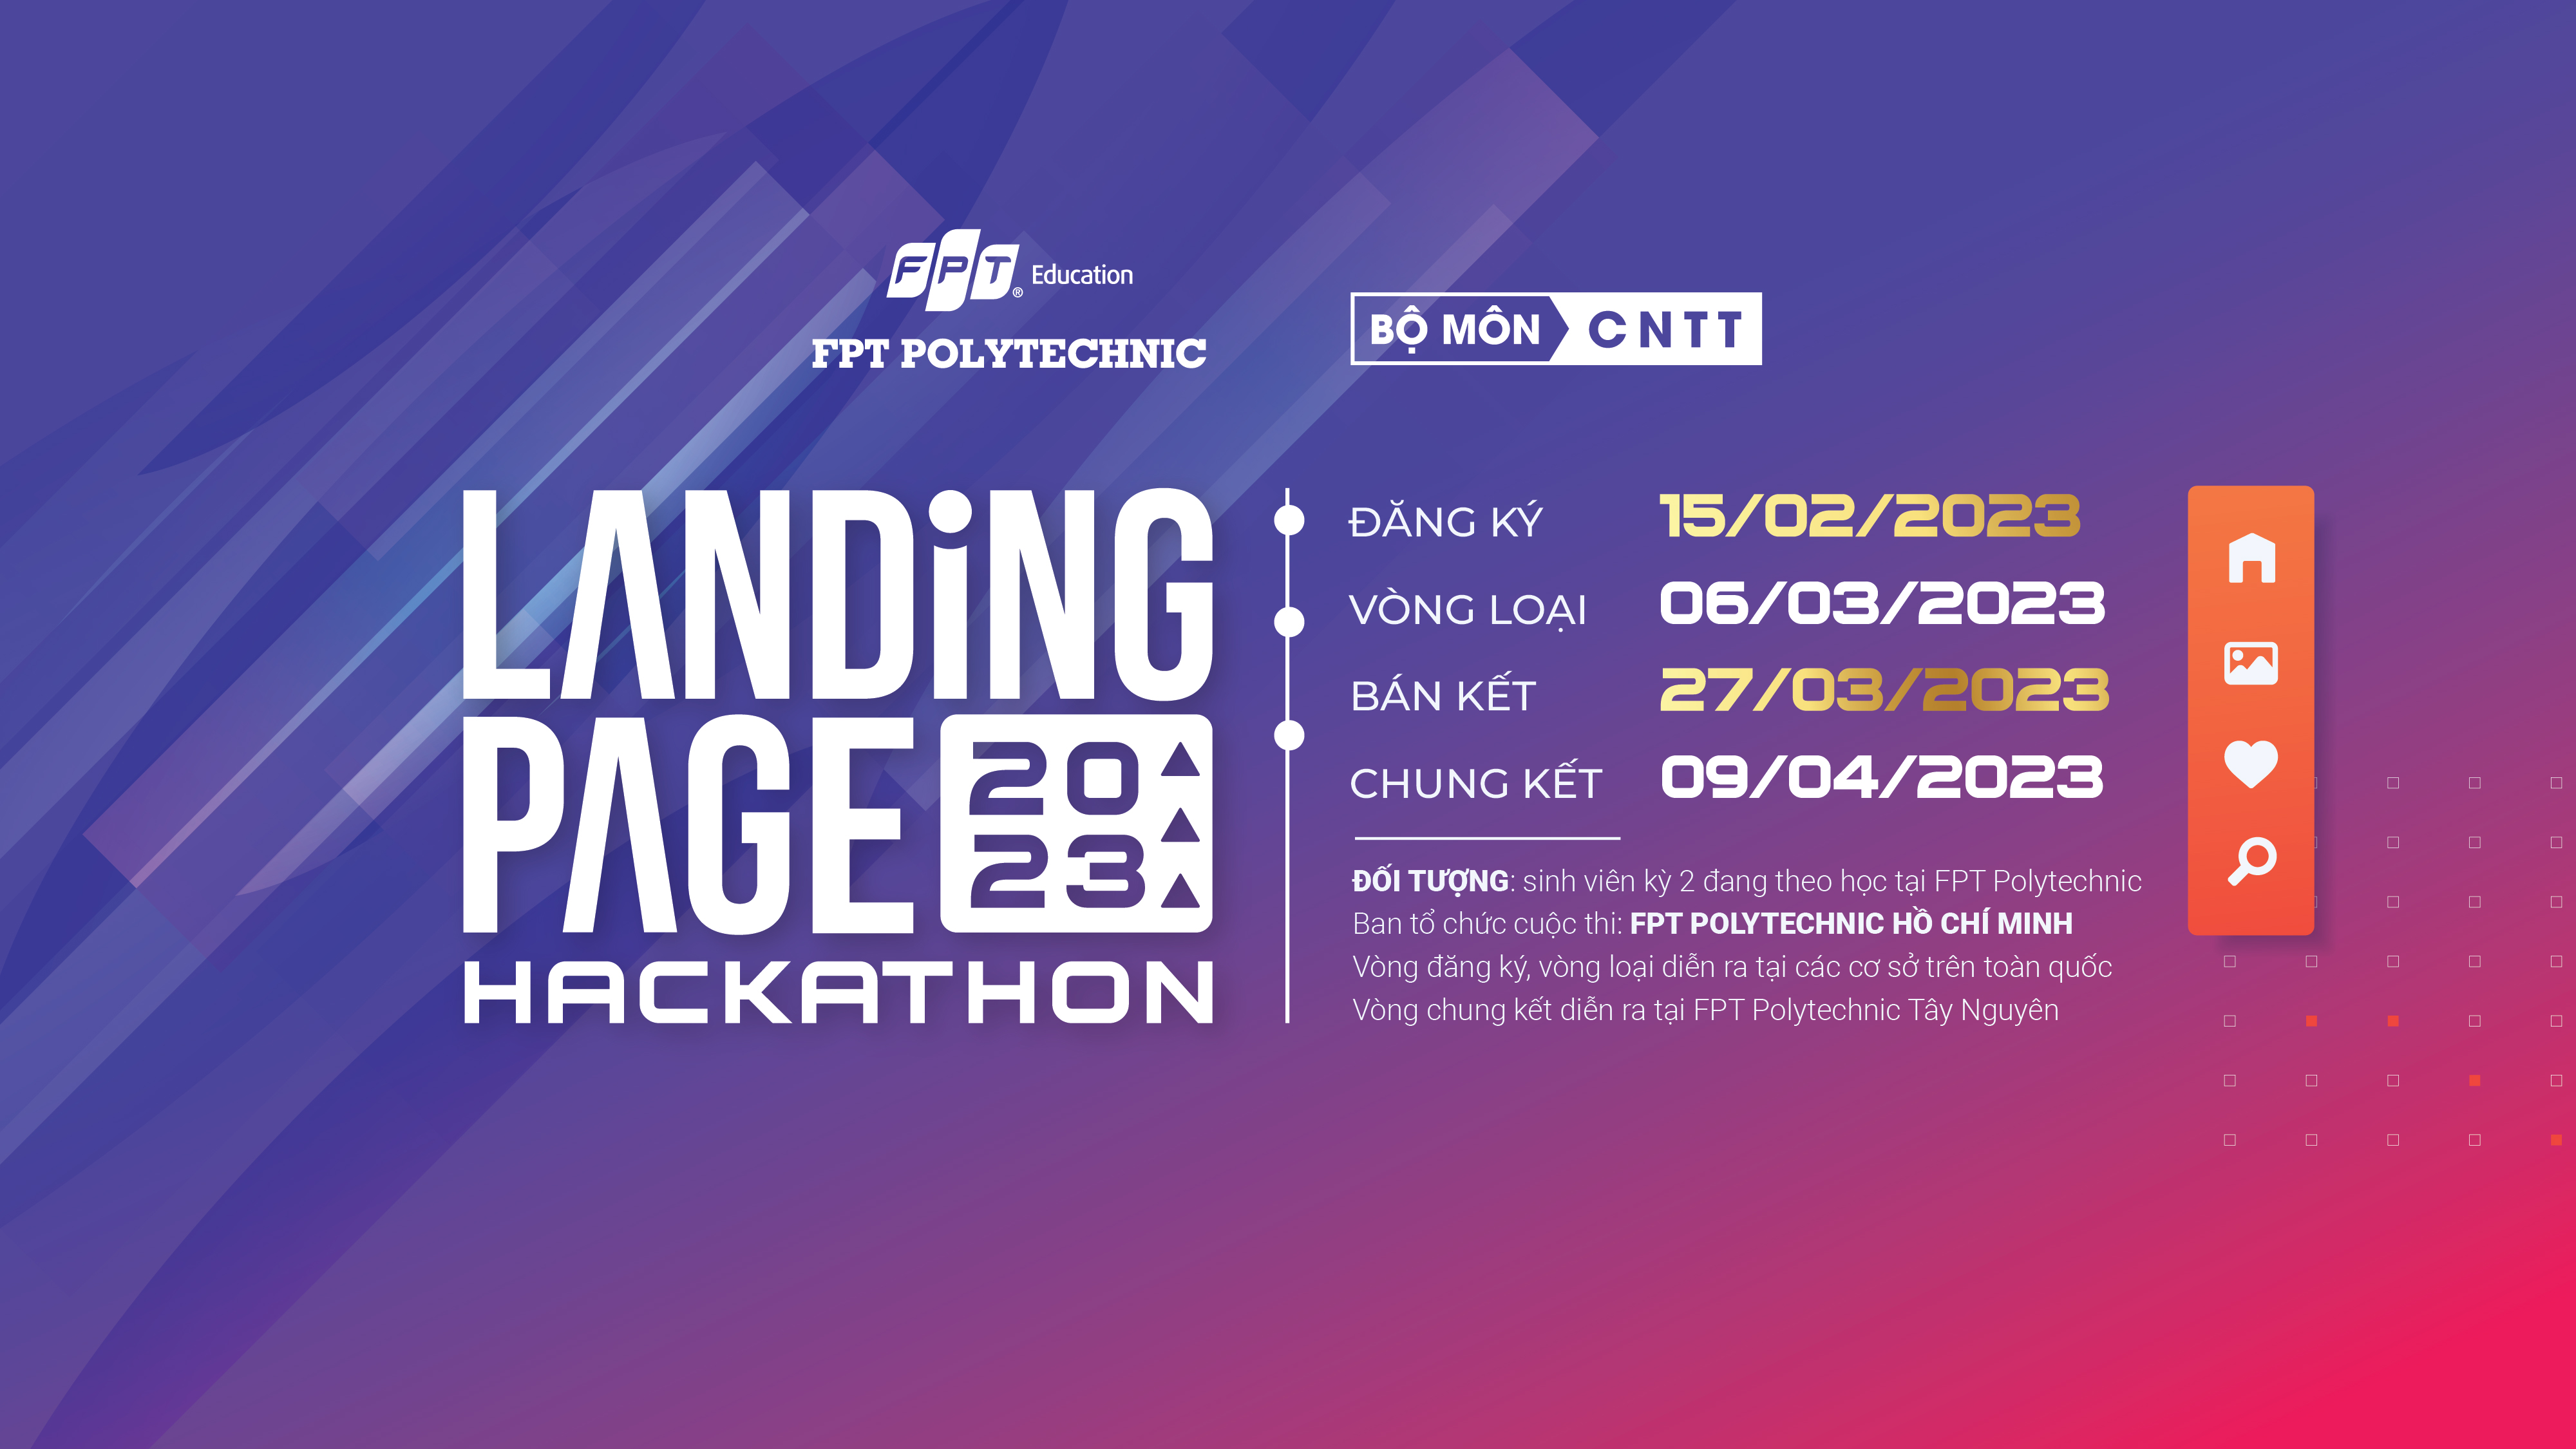 FPT® Education
FPT POLYTECHNIC
BỘ MÔN CNTT
LANDiNG
PAGE 2023
HACKATHON
ĐĂNG KÝ 15/02/2023
VÒNG LOẠI 06/03/2023
BÁN KẾT 27/03/2023
CHUNG KẾT 09/04/2023
ĐỐI TƯỢNG: sinh viên kỳ 2 đang theo học tại FPT Polytechnic
Ban tổ chức cuộc thi: FPT POLYTECHNIC HỒ CHÍ MINH
Vòng đăng ký, vòng loại diễn ra tại các cơ sở trên toàn quốc
Vòng chung kết diễn ra tại FPT Polytechnic Tây Nguyên